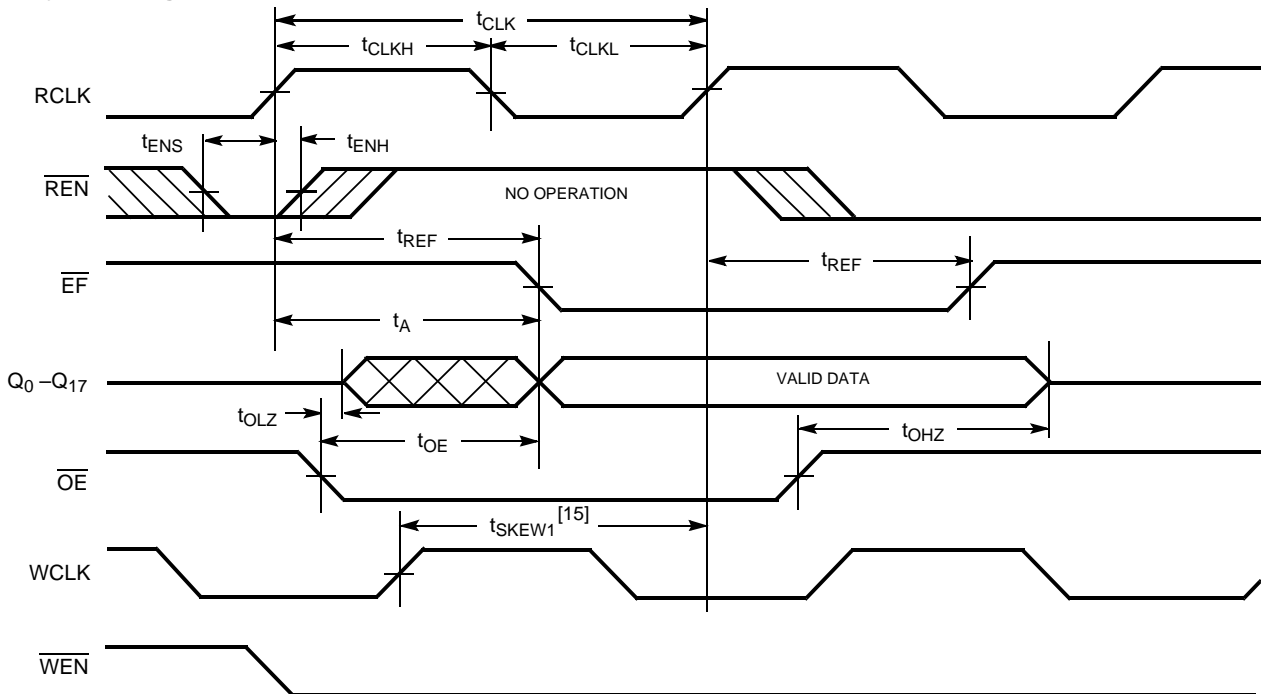 tCLK
tCLKH
tCLKL
RCLK
tENS
tENH
REN
NO OPERATION
tREF
tREF
EF
tA
Q0 –Q17
VALID DATA
tOLZ
tOE
tOHZ
OE
tSKEW1[15]
WCLK
WEN